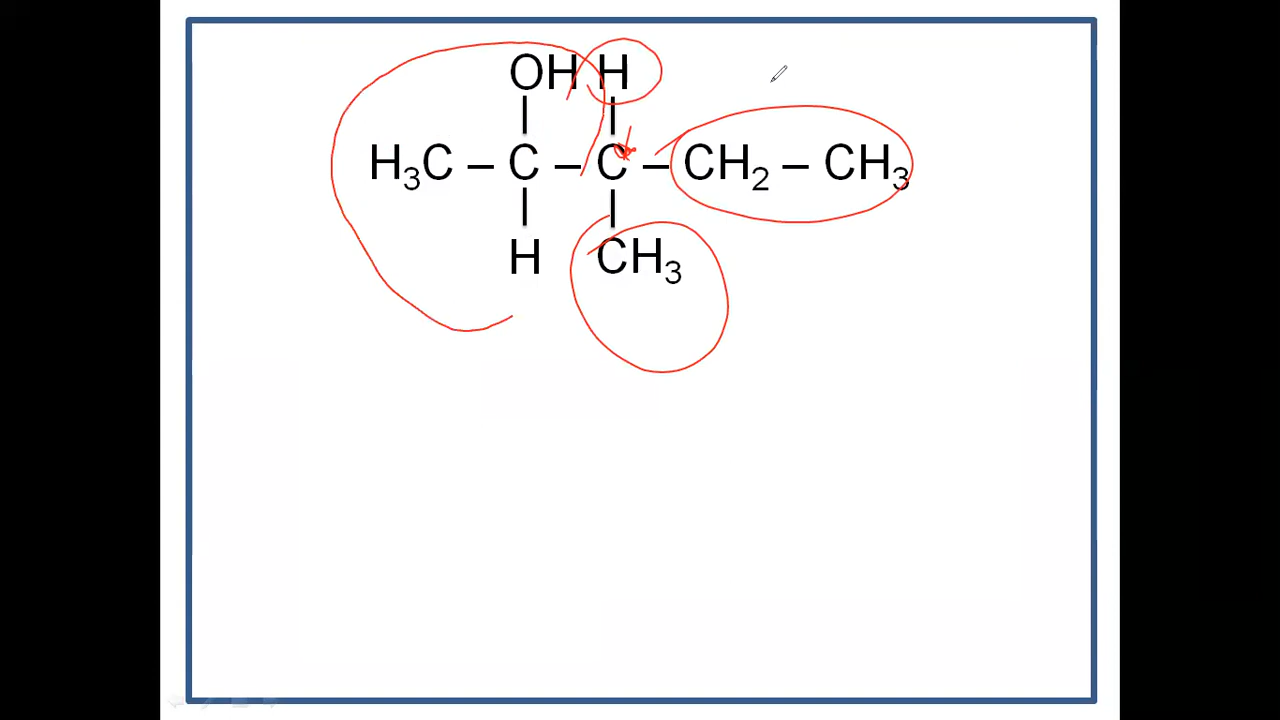 OH H
H₃C – C – C – CH₂ – CH₃
H CH₃